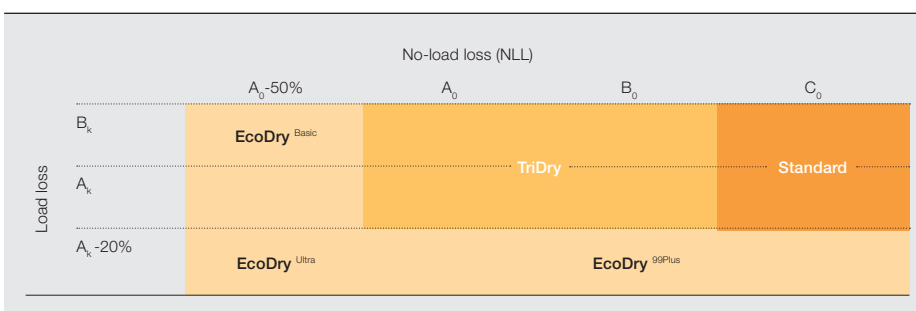 No-load loss (NLL)
A₀-50% A₀ B₀ C₀
Bₖ
EcoDry Basic
TriDry Standard
Load loss
Aₖ
Aₖ-20%
EcoDry Ultra EcoDry 99Plus